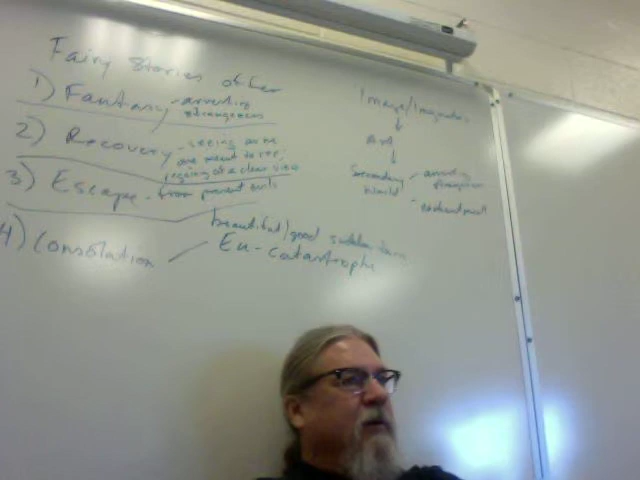 Fairy Stories offer
1) Fantasy - arresting
strangeness
2) Recovery - seeing as we
are meant to see;
regaining of a clear view
3) Escape - from present evils
4) Consolation
beautiful/good sudden turn
Eu-catastrophe
Image/Imagination
↓
Art
↓
Secondary - arresting
World strangeness
- enchantment